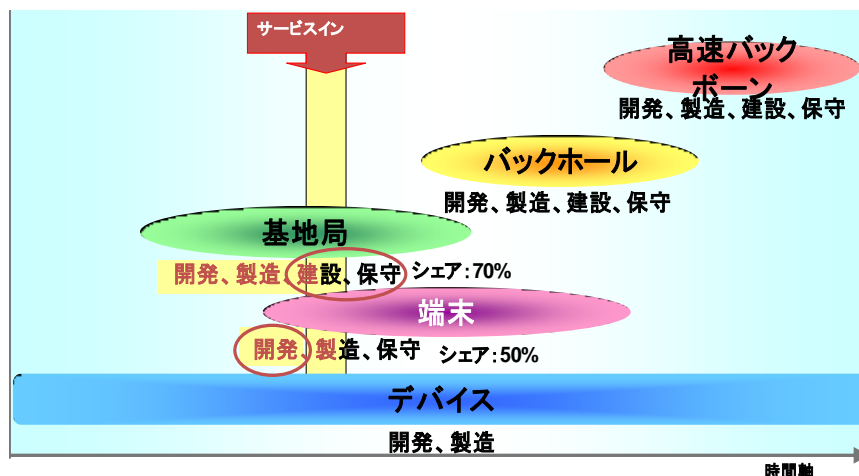 サービスイン
高速バック
ボーン
開発、製造、建設、保守
バックホール
開発、製造、建設、保守
基地局
開発、製造、建設、保守
シェア：70%
端末
開発、製造、保守
シェア：50%
デバイス
開発、製造
時間軸